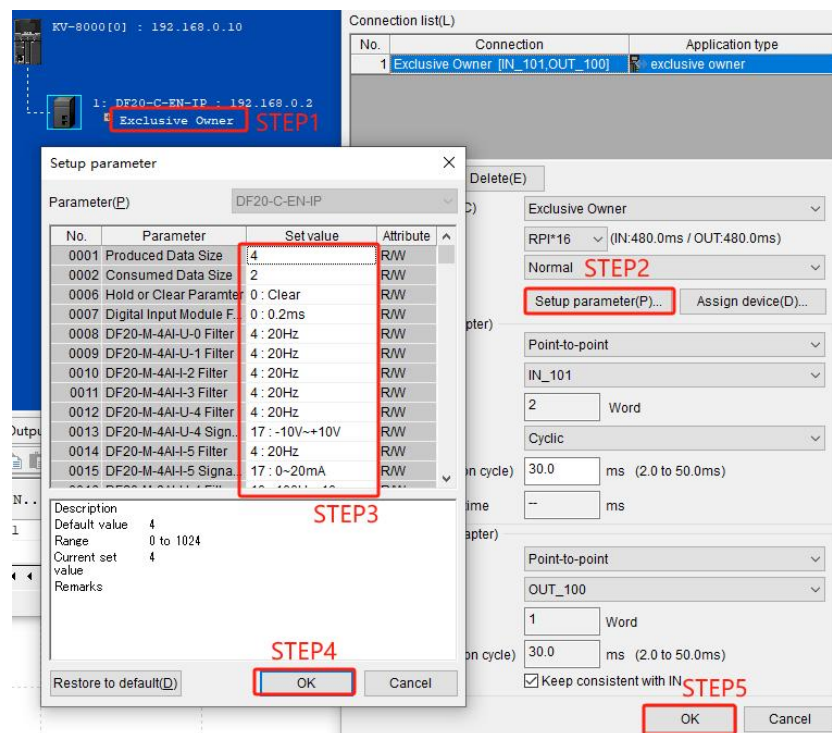 KV-8000[0] : 192.168.0.10
1: DF20-C-EN-IP : 192.168.0.2
Exclusive Owner STEP1
Connection list(L)
No. Connection Application type
1 Exclusive Owner [IN_101,OUT_100] exclusive owner
Delete(E)
Exclusive Owner
RPI*16 (IN:480.0ms / OUT:480.0ms)
Normal STEP2
Setup parameter(P)... Assign device(D)...
Point-to-point
IN_101
2 Word
Cyclic
on cycle) 30.0 ms (2.0 to 50.0ms)
-- ms
Point-to-point
OUT_100
1 Word
on cycle) 30.0 ms (2.0 to 50.0ms)
Keep consistent with IN
STEP5
OK Cancel
Setup parameter
Parameter(P) DF20-C-EN-IP
No. Parameter Set value Attribute
0001 Produced Data Size 4 R/W
0002 Consumed Data Size 2 R/W
0006 Hold or Clear Paramter 0 : Clear R/W
0007 Digital Input Module F... 0 : 0.2ms R/W
0008 DF20-M-4AI-U-0 Filter 4 : 20Hz R/W
0009 DF20-M-4AI-U-1 Filter 4 : 20Hz R/W
0010 DF20-M-4AI-I-2 Filter 4 : 20Hz R/W
0011 DF20-M-4AI-I-3 Filter 4 : 20Hz R/W
0012 DF20-M-4AI-U-4 Filter 4 : 20Hz R/W
0013 DF20-M-4AI-U-4 Sign... 17 : -10V~+10V R/W
0014 DF20-M-4AI-I-5 Filter 4 : 20Hz R/W
0015 DF20-M-4AI-I-5 Signa... 17 : 0~20mA R/W
STEP3
Description
Default value 4
Range 0 to 1024
Current set value 4
Remarks
STEP4
Restore to default(D) OK Cancel